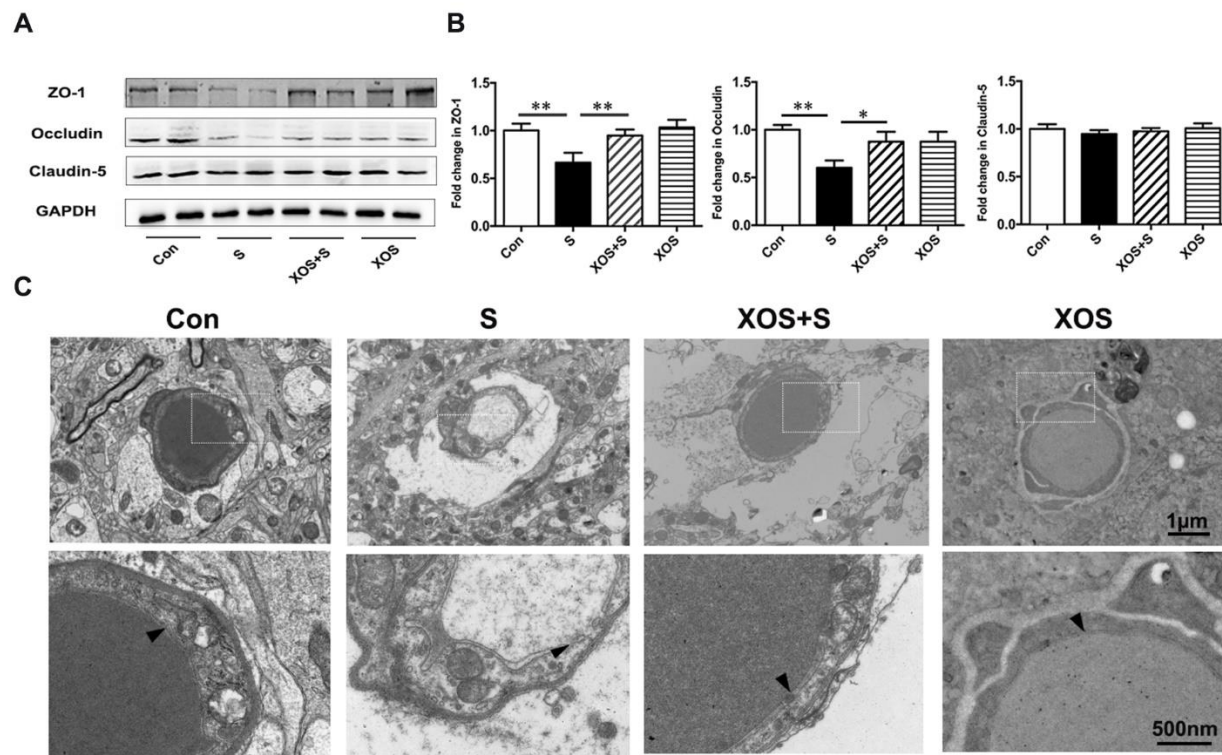 A
ZO-1
Occludin
Claudin-5
GAPDH
Con
S
XOS+S
XOS
B
Fold change in ZO-1
1.5
1.0
0.5
0.0
**
**
Con
S
XOS+S
XOS
Fold change in Occludin
1.5
1.0
0.5
0.0
**
*
Con
S
XOS+S
XOS
Fold change in Claudin-5
1.5
1.0
0.5
0.0
Con
S
XOS+S
XOS
C
Con
S
XOS+S
XOS
1μm
500nm